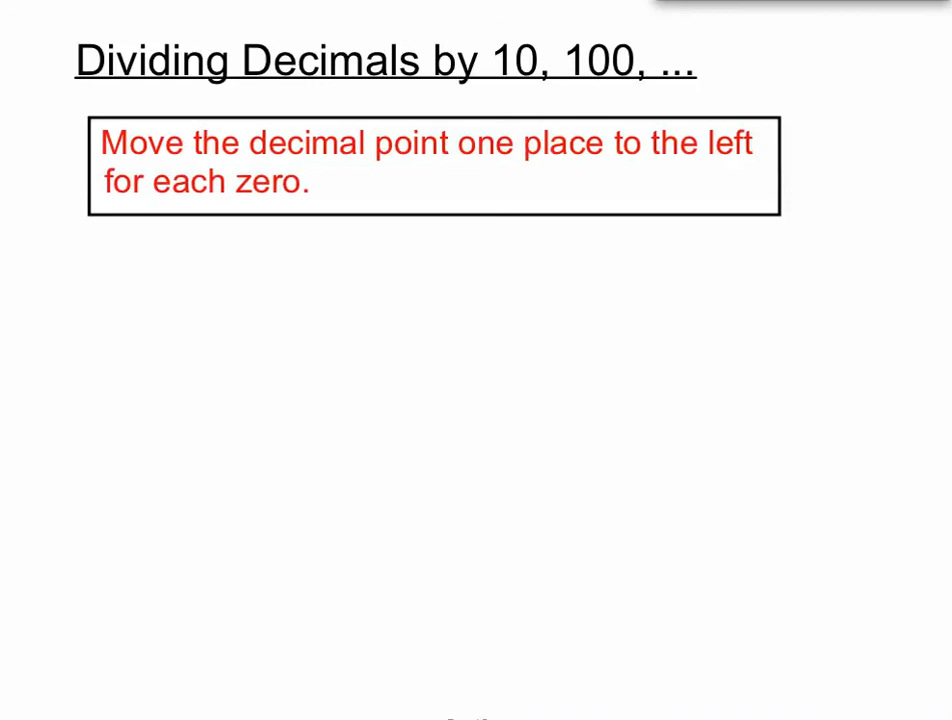 Dividing Decimals by 10, 100, ...
Move the decimal point one place to the left
for each zero.